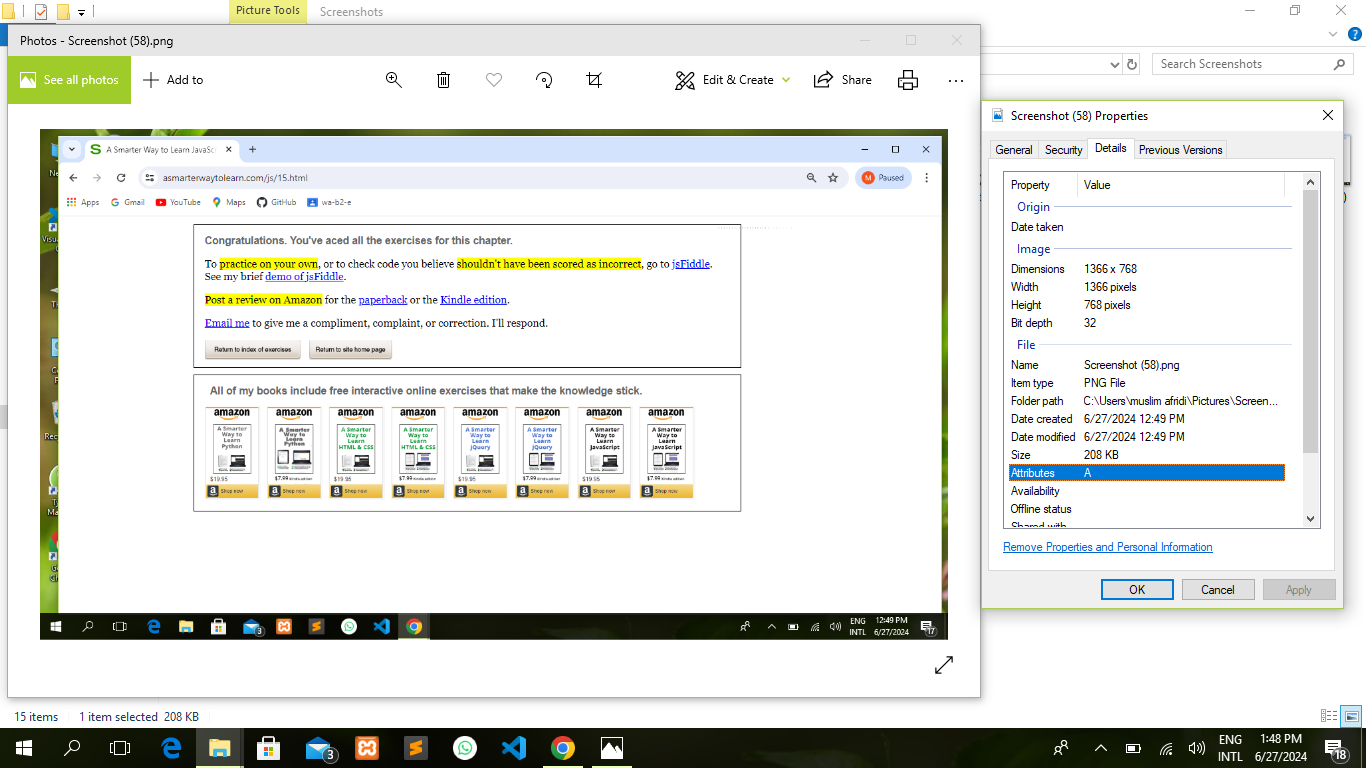 Picture Tools
Screenshots
Photos - Screenshot (58).png
See all photos
Add to
Edit & Create
Share
Search Screenshots
A Smarter Way to Learn JavaSc
asmarterwaytolearn.com/js/15.html
M Paused
Apps
Gmail
YouTube
Maps
GitHub
wa-b2-e
Congratulations. You've aced all the exercises for this chapter.
To practice on your own, or to check code you believe shouldn't have been scored as incorrect, go to jsFiddle.
See my brief demo of jsFiddle.
Post a review on Amazon for the paperback or the Kindle edition.
Email me to give me a compliment, complaint, or correction. I'll respond.
Return to index of exercises
Return to site home page
All of my books include free interactive online exercises that make the knowledge stick.
amazon
A Smarter
Way to
Learn
Python
$19.95
Shop now
amazon
A Smarter
Way to
Learn
Python
$7.99 Kindle edition
Shop now
amazon
A Smarter
Way to
Learn
HTML & CSS
$19.95
Shop now
amazon
A Smarter
Way to
Learn
HTML & CSS
$7.99 Kindle edition
Shop now
amazon
A Smarter
Way to
Learn
jQuery
$19.95
Shop now
amazon
A Smarter
Way to
Learn
jQuery
$7.99 Kindle edition
Shop now
amazon
A Smarter
Way to
Learn
JavaScript
$19.95
Shop now
amazon
A Smarter
Way to
Learn
JavaScript
$7.99 Kindle edition
Shop now
3
ENG
INTL
12:49 PM
6/27/2024
17
Screenshot (58) Properties
General
Security
Details
Previous Versions
Property
Value
Origin
Date taken
Image
Dimensions 1366 x 768
Width 1366 pixels
Height 768 pixels
Bit depth 32
File
Name Screenshot (58).png
Item type PNG File
Folder path C:\Users\muslim afridi\Pictures\Screen...
Date created 6/27/2024 12:49 PM
Date modified 6/27/2024 12:49 PM
Size 208 KB
Attributes A
Availability
Offline status
Shared with
Remove Properties and Personal Information
OK
Cancel
Apply
15 items
1 item selected 208 KB
3
ENG
INTL
1:48 PM
6/27/2024
18